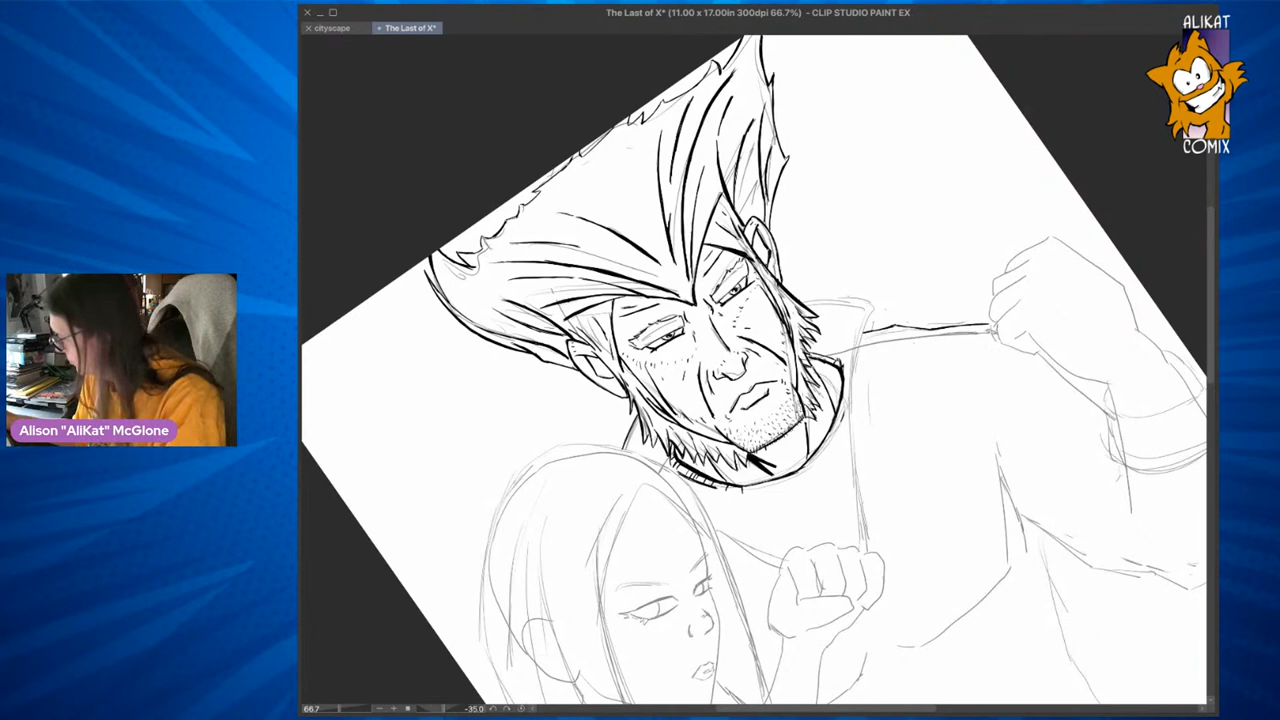 The Last of X* (11.00 x 17.00in 300dpi 66.7%) - CLIP STUDIO PAINT EX
cityscape
The Last of X*
ALIKAT
COMIX
Alison "AliKat" McGlone
66.7
-35.0